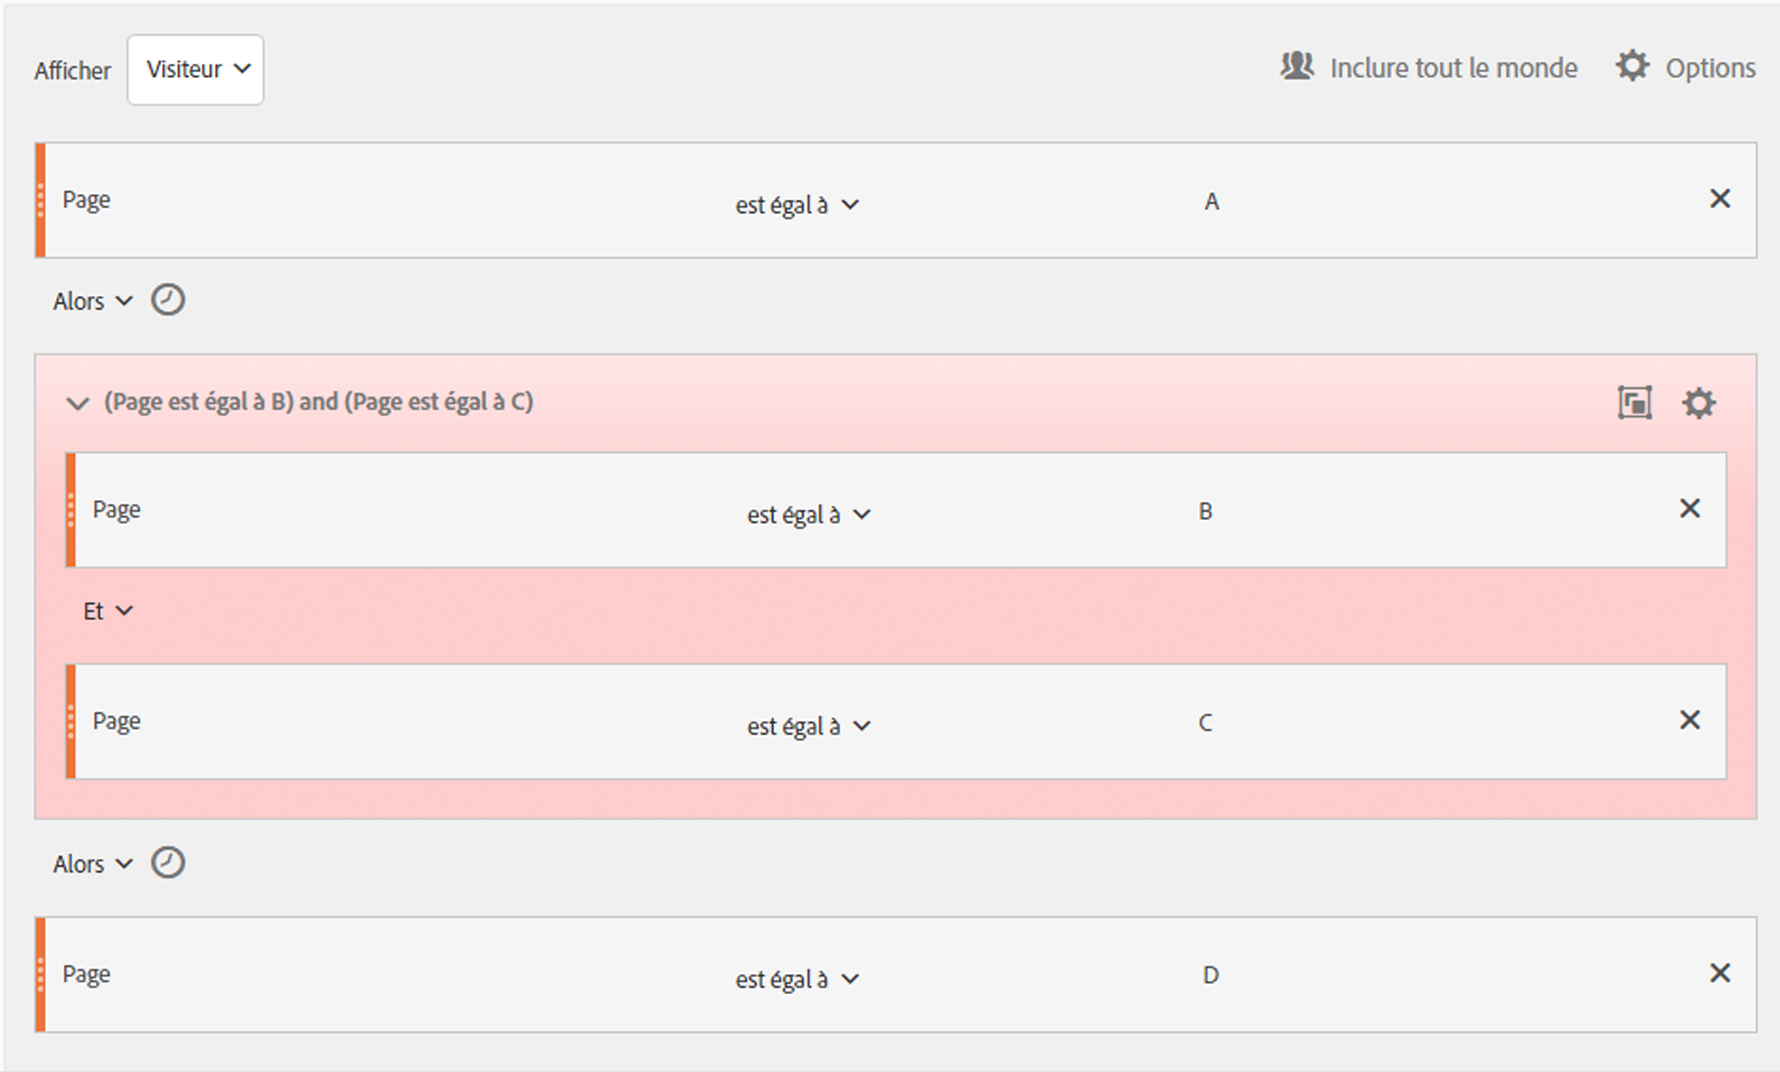 Afficher Visiteur Inclure tout le monde Options
Page est égal à A
Alors
(Page est égal à B) and (Page est égal à C)
Page est égal à B
Et
Page est égal à C
Alors
Page est égal à D